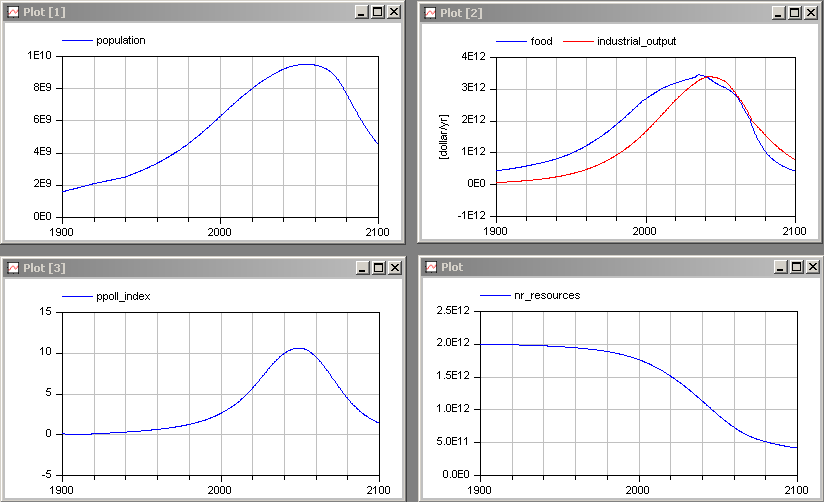 Plot [1]
population
1E10
8E9
6E9
4E9
2E9
0E0
1900 2000 2100
Plot [2]
food industrial_output
4E12
3E12
2E12
1E12
0E0
-1E12
[dollar/yr]
1900 2000 2100
Plot [3]
ppoll_index
15
10
5
0
-5
1900 2000 2100
Plot
nr_resources
2.5E12
2.0E12
1.5E12
1.0E12
5.0E11
0.0E0
1900 2000 2100